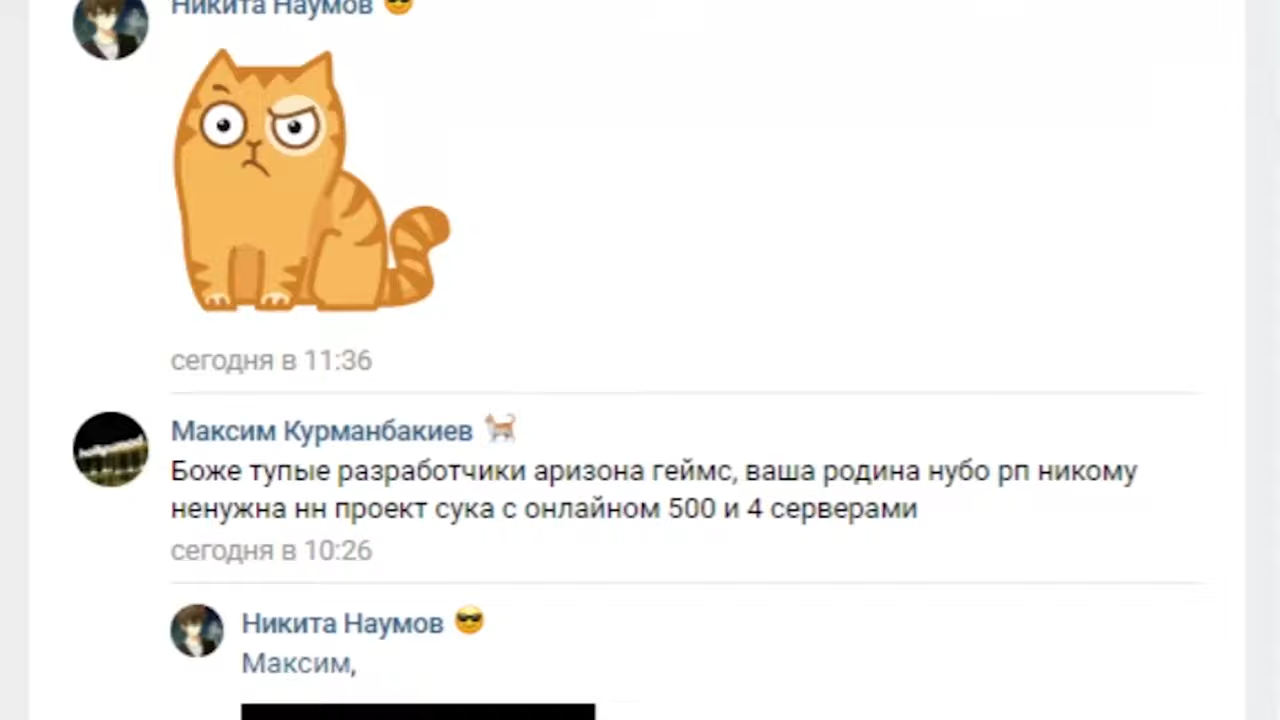 Никита Наумов
сегодня в 11:36
Максим Курманбакиев
Боже тупые разработчики аризона геймс, ваша родина нубо рп никому
ненужна нн проект сука с онлайном 500 и 4 серверами
сегодня в 10:26
Никита Наумов
Максим,